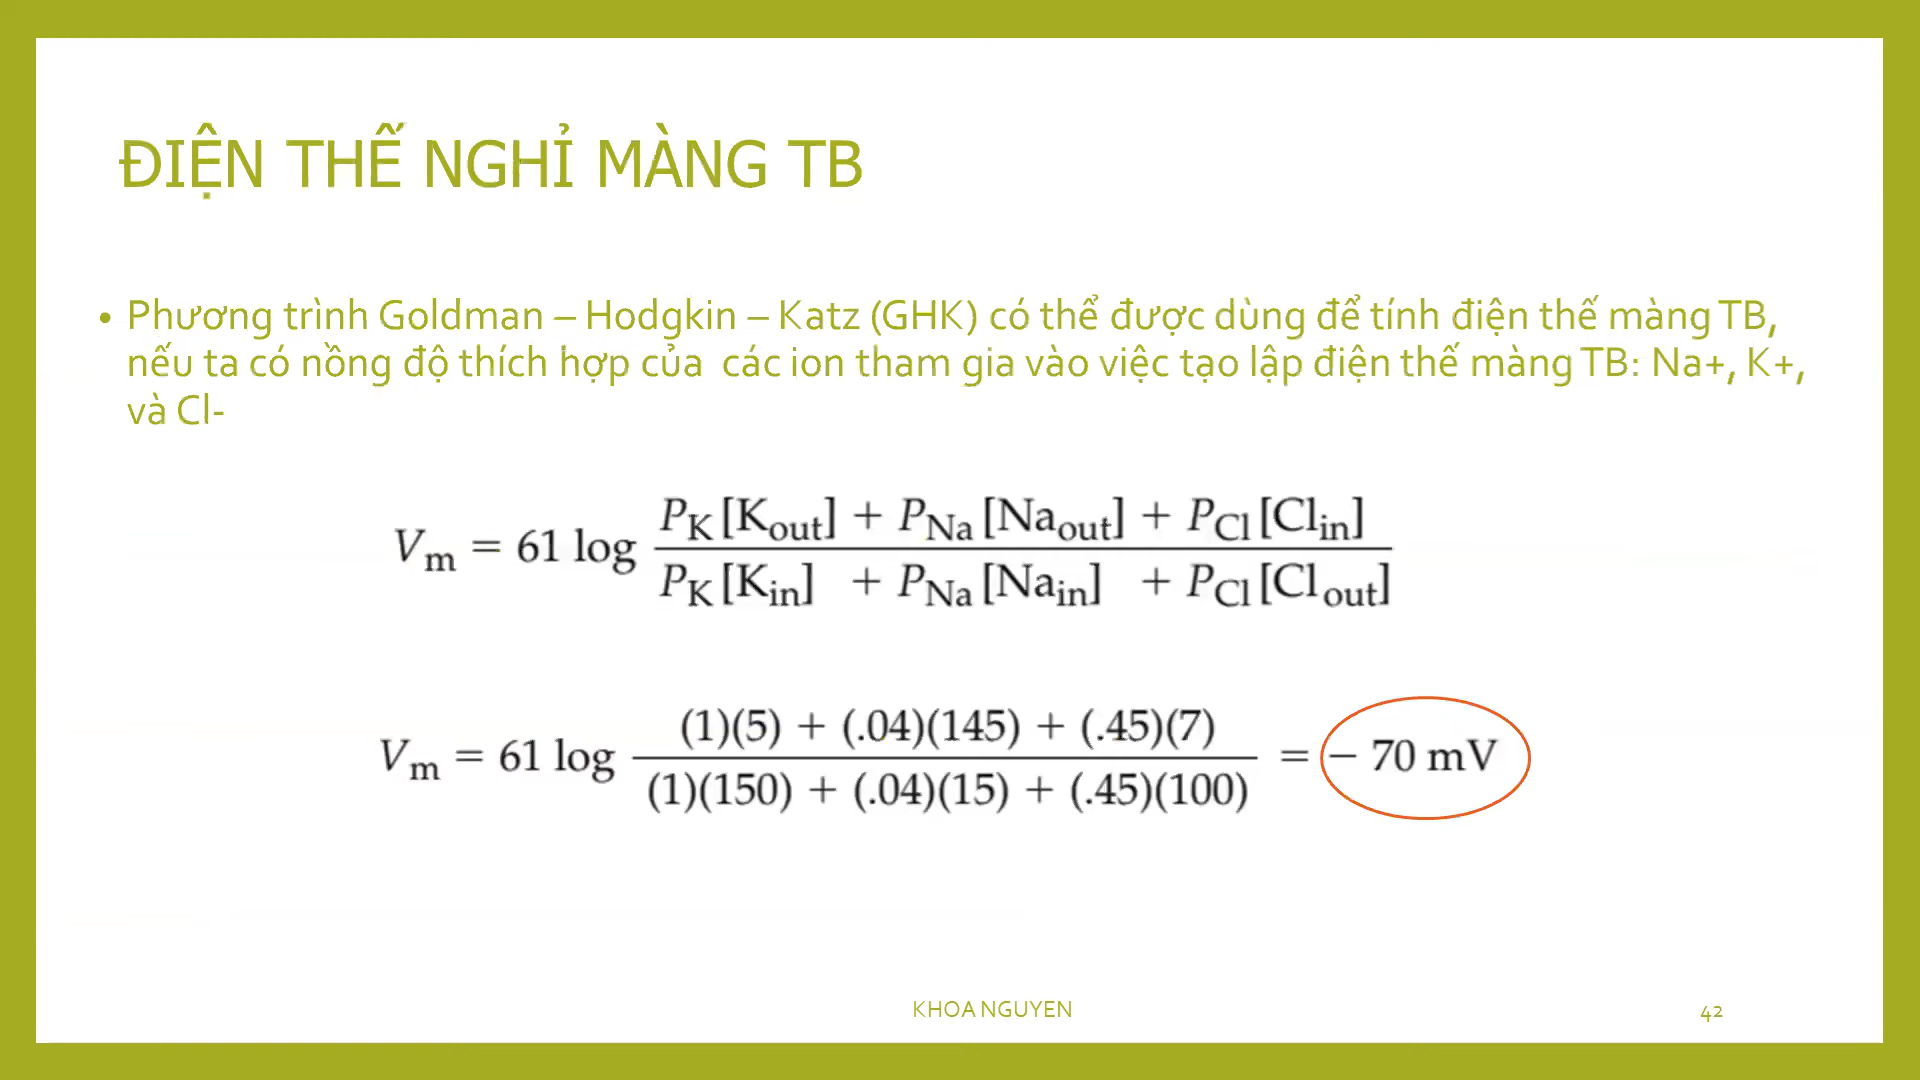 ĐIỆN THẾ NGHỈ MÀNG TB
• Phương trình Goldman – Hodgkin – Katz (GHK) có thể được dùng để tính điện thế màng TB,
nếu ta có nồng độ thích hợp của các ion tham gia vào việc tạo lập điện thế màng TB: Na+, K+,
và Cl-
V_m = 61 log (P_K [K_out] + P_Na [Na_out] + P_Cl [Cl_in]) / (P_K [K_in] + P_Na [Na_in] + P_Cl [Cl_out])
V_m = 61 log ((1)(5) + (.04)(145) + (.45)(7)) / ((1)(150) + (.04)(15) + (.45)(100)) = − 70 mV
KHOA NGUYEN
42